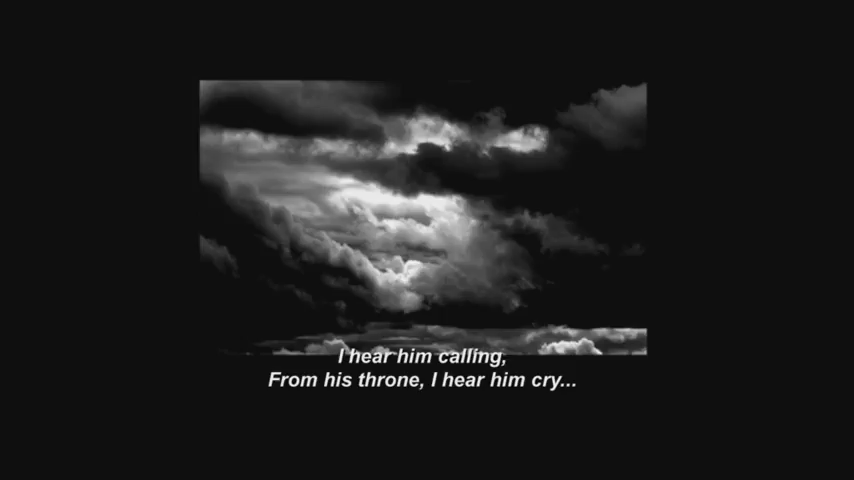 I hear him calling,
From his throne, I hear him cry...